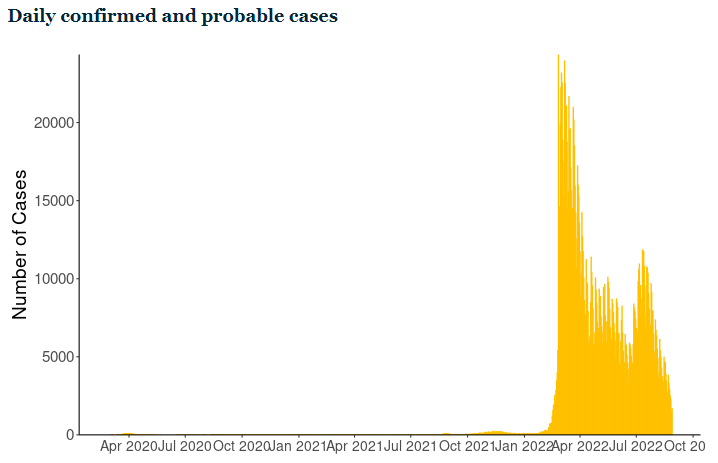 Daily confirmed and probable cases
Number of Cases
20000
15000
10000
5000
0
Apr 2020 Jul 2020 Oct 2020 Jan 2021 Apr 2021 Jul 2021 Oct 2021 Jan 2022 Apr 2022 Jul 2022 Oct 20